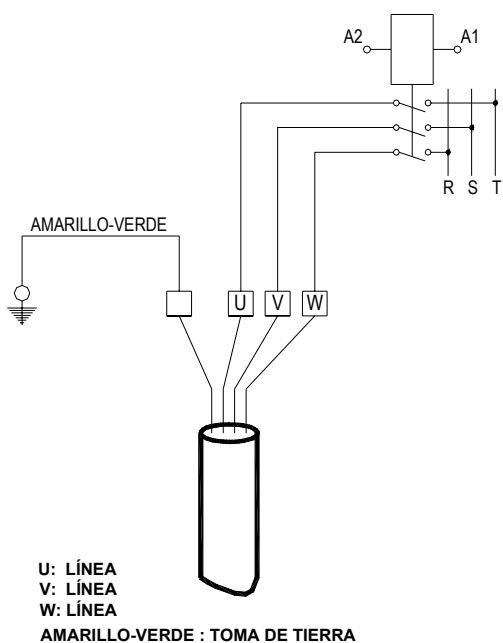 A2 A1
R S T
AMARILLO-VERDE
U V W
U: LÍNEA
V: LÍNEA
W: LÍNEA
AMARILLO-VERDE : TOMA DE TIERRA